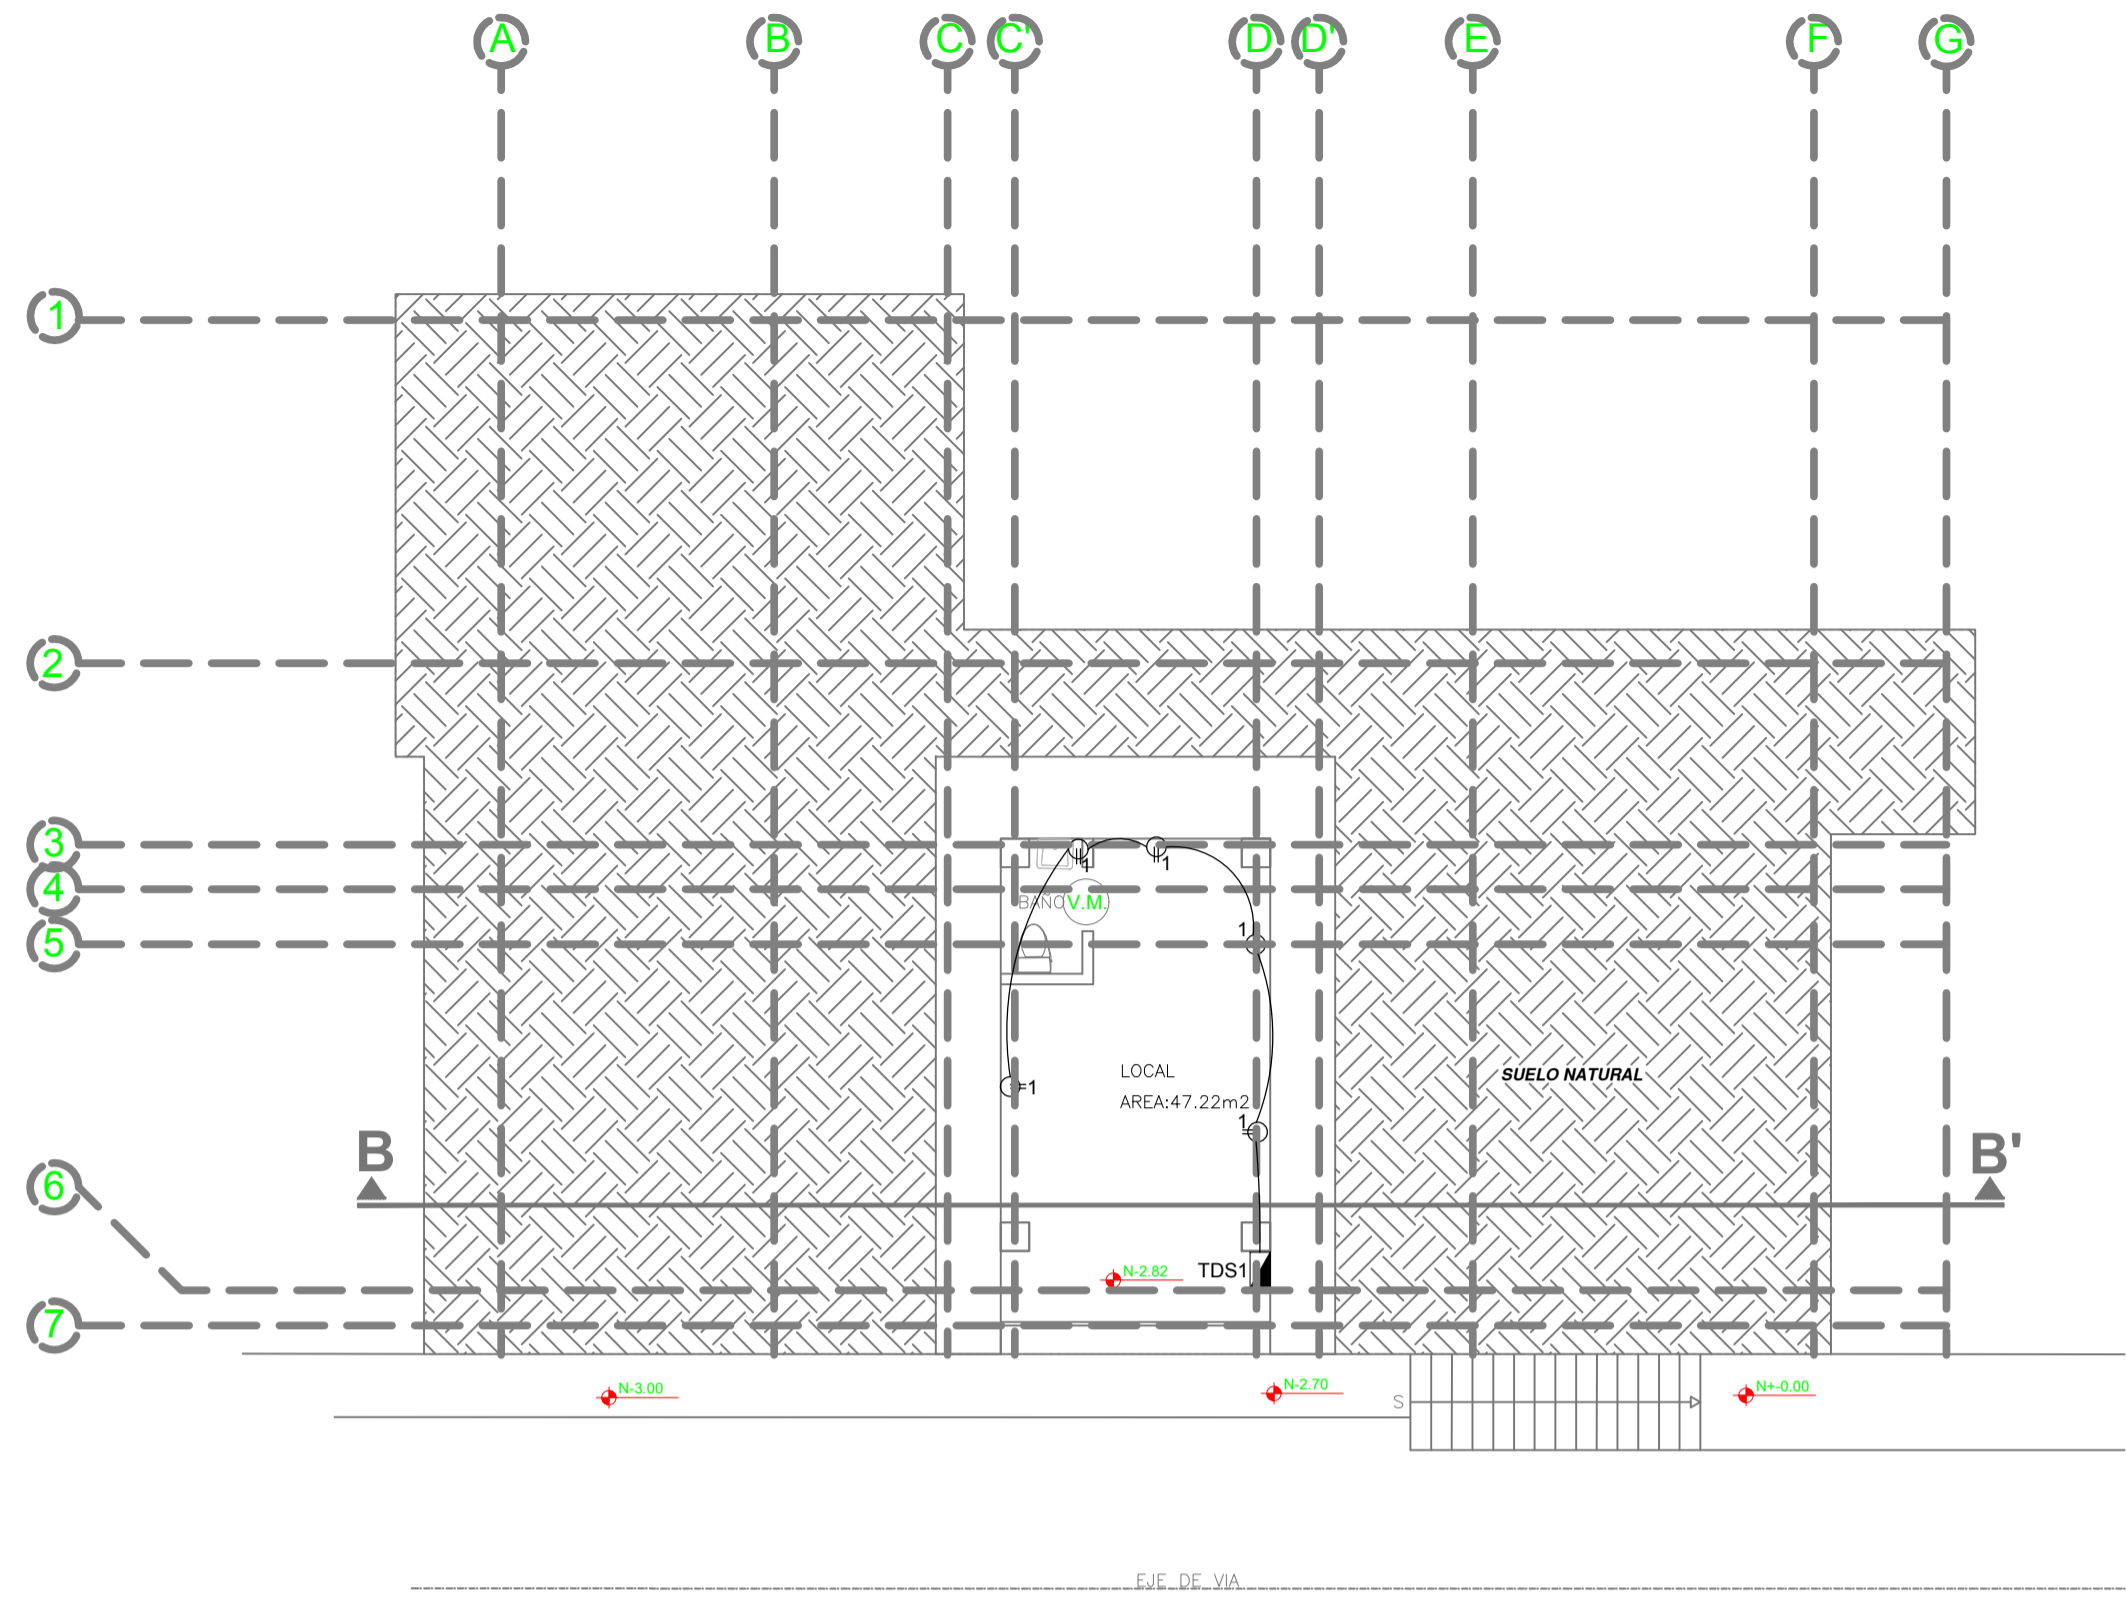 A B C C' D D' E F G
1
2
3
4
BAÑO V.M.
5
1
1
1
1
=1
LOCAL
AREA:47.22m2
SUELO NATURAL
B
B'
6
N-2.82
TDS1
7
N-3.00
N-2.70
N+-0.00
S
EJE DE VIA